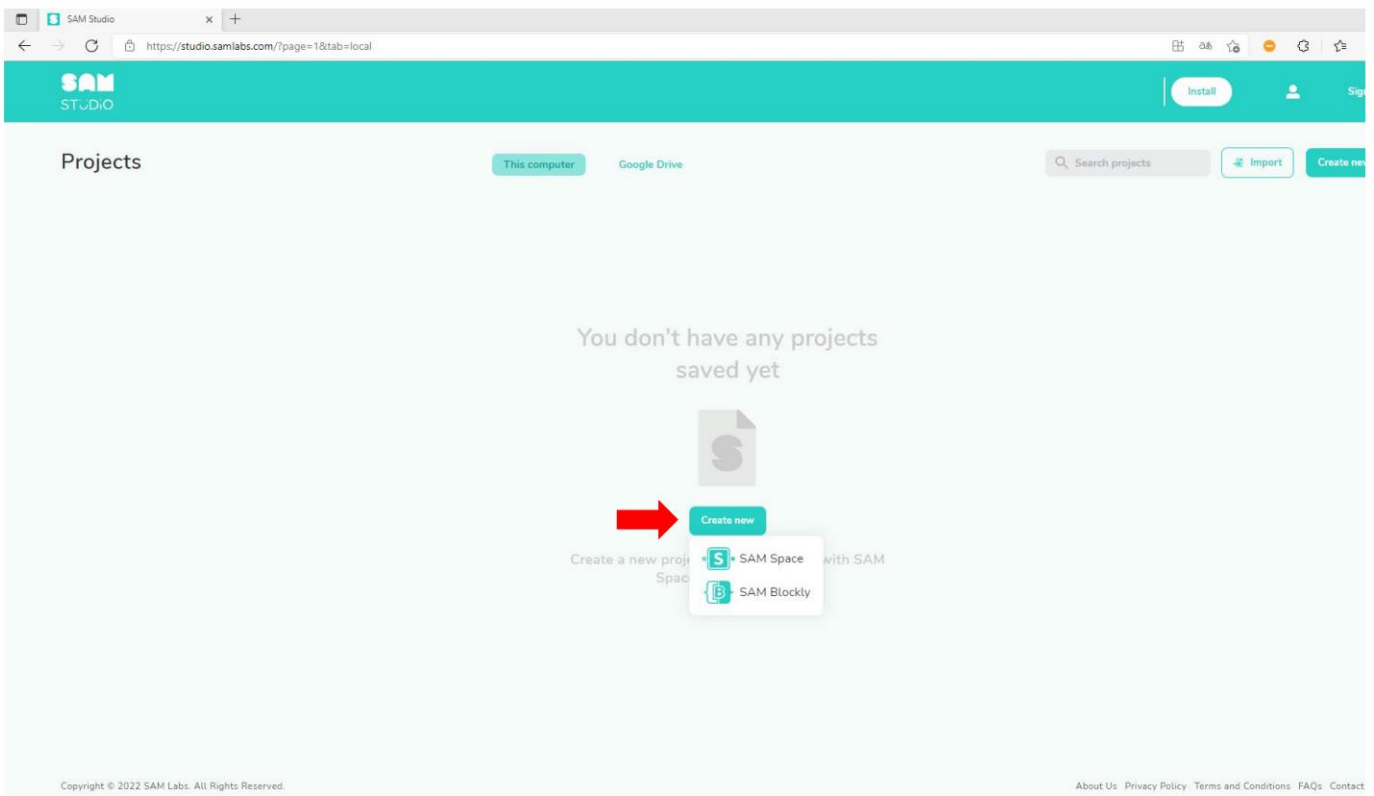 SAM Studio
https://studio.samlabs.com/?page=1&tab=local
SAM
STUDIO
Install
Projects
This computer
Google Drive
Search projects
Import
You don't have any projects
saved yet
S
Create new
Create a new with SAM
S
SAM Space
B
SAM Blockly
Copyright © 2022 SAM Labs. All Rights Reserved.
About Us Privacy Policy Terms and Conditions FAQs Contact